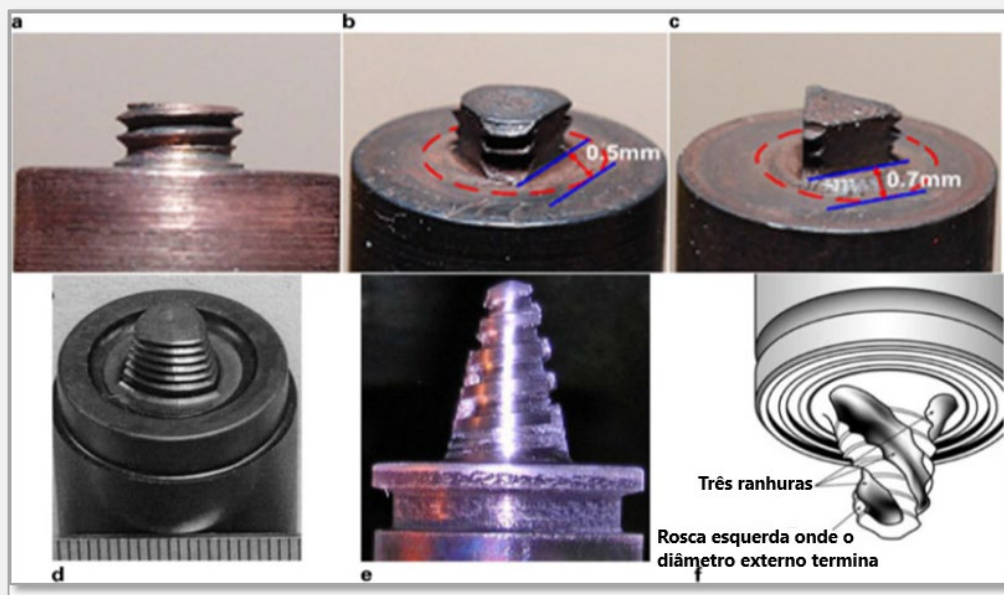 a
b
c
0.5mm
0.7mm
Três ranhuras
Rosca esquerda onde o
diâmetro externo termina
d
e
f